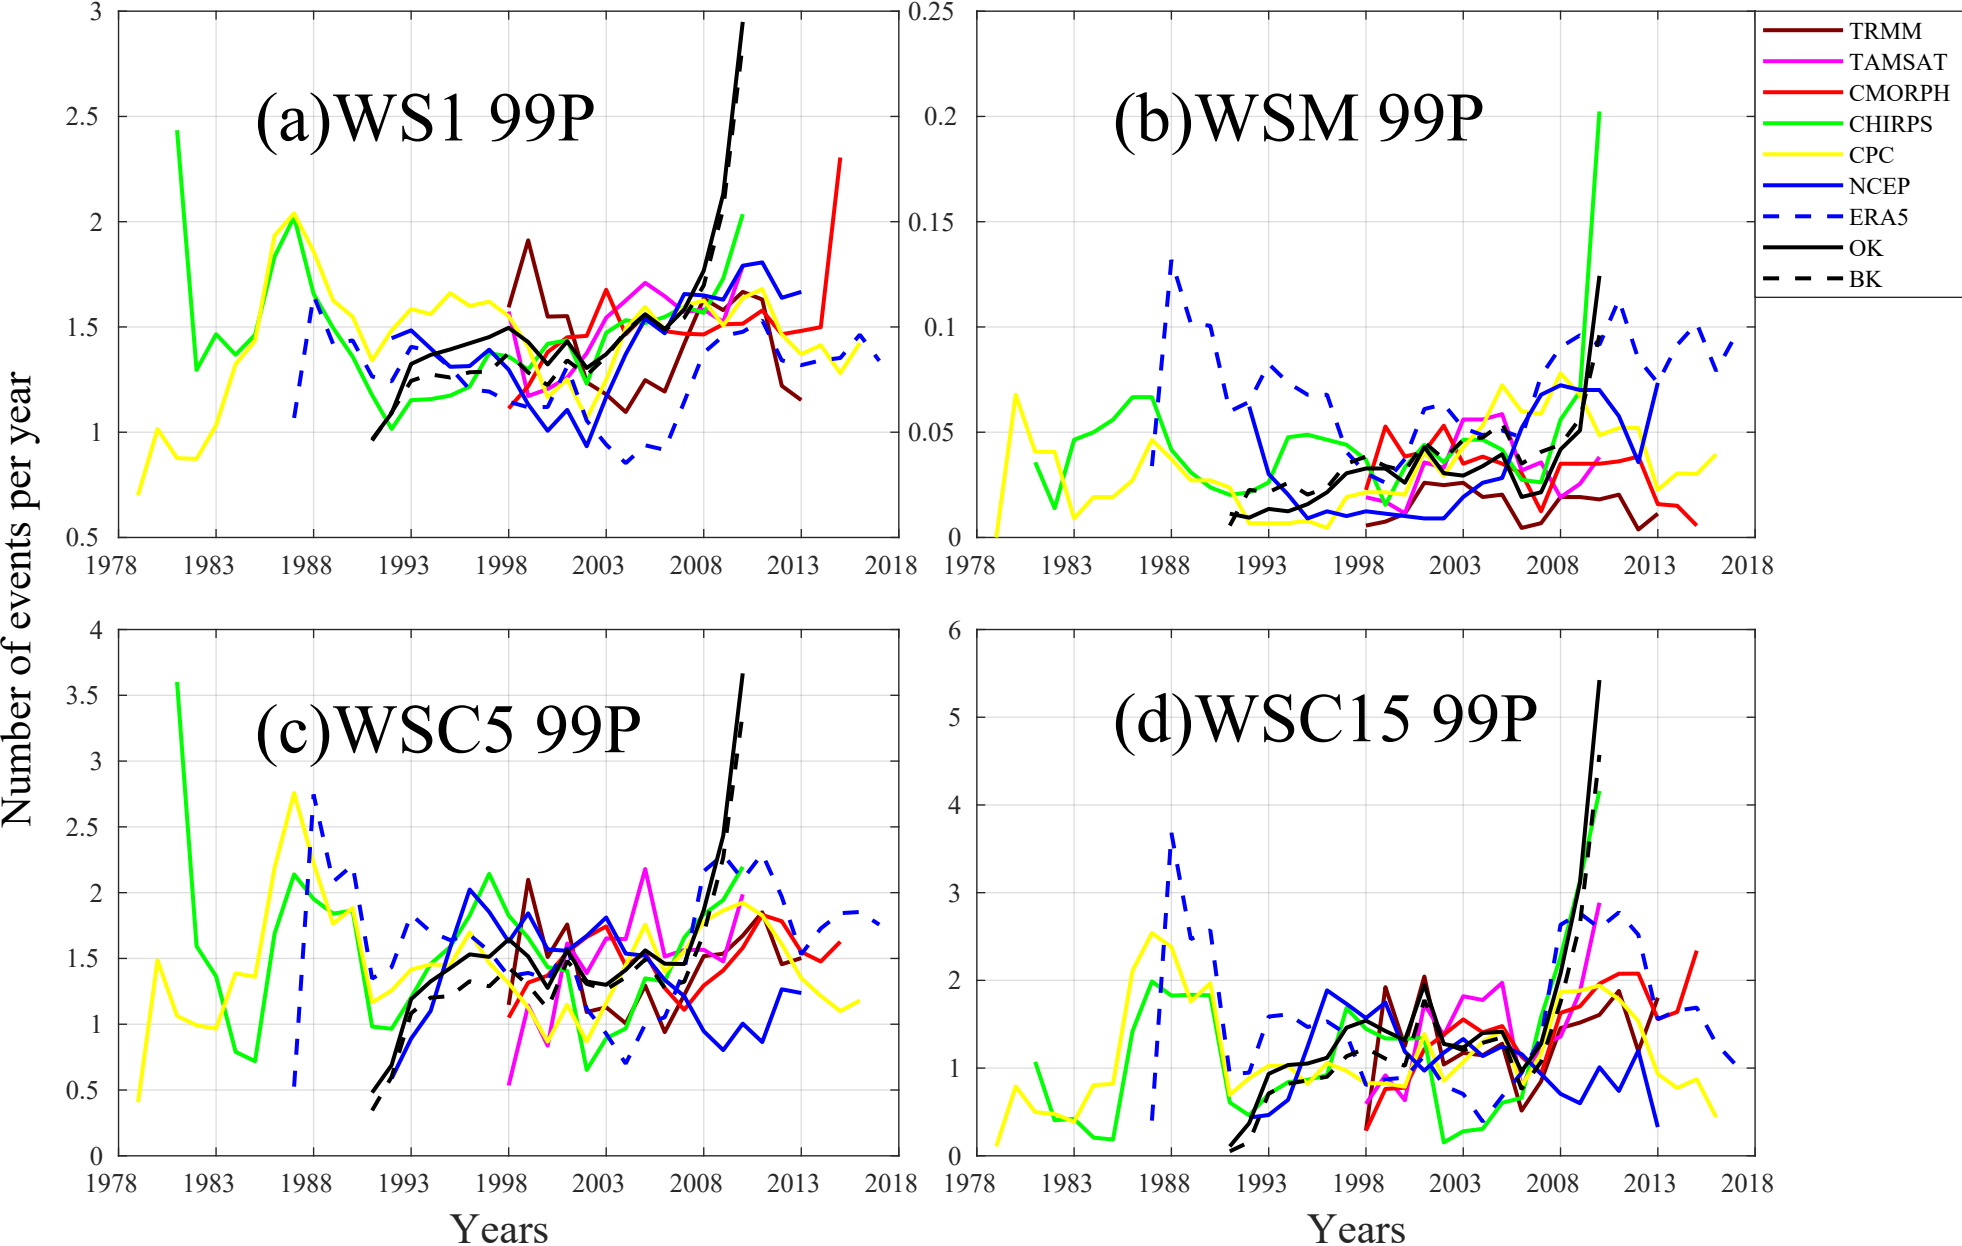 Number of events per year
3
2.5
2
1.5
1
0.5
(a)WS1 99P
1978 1983 1988 1993 1998 2003 2008 2013 2018
0.25
0.2
0.15
0.1
0.05
0
(b)WSM 99P
1978 1983 1988 1993 1998 2003 2008 2013 2018
TRMM
TAMSAT
CMORPH
CHIRPS
CPC
NCEP
ERA5
OK
BK
4
3.5
3
2.5
2
1.5
1
0.5
0
(c)WSC5 99P
1978 1983 1988 1993 1998 2003 2008 2013 2018
Years
6
5
4
3
2
1
0
(d)WSC15 99P
1978 1983 1988 1993 1998 2003 2008 2013 2018
Years